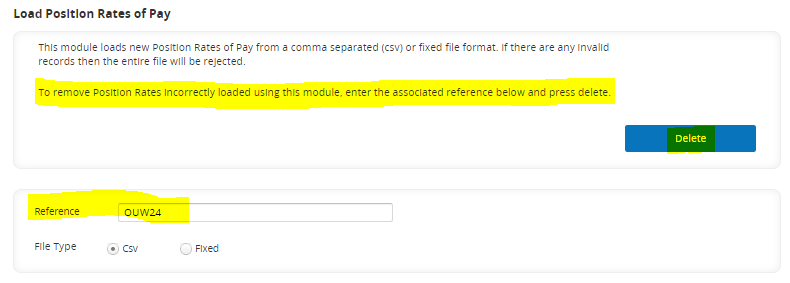 Load Position Rates of Pay
This module loads new Position Rates of Pay from a comma separated (csv) or fixed file format. If there are any invalid
records then the entire file will be rejected.
To remove Position Rates incorrectly loaded using this module, enter the associated reference below and press delete.
Delete
Reference
OUW24
File Type
Csv
Fixed